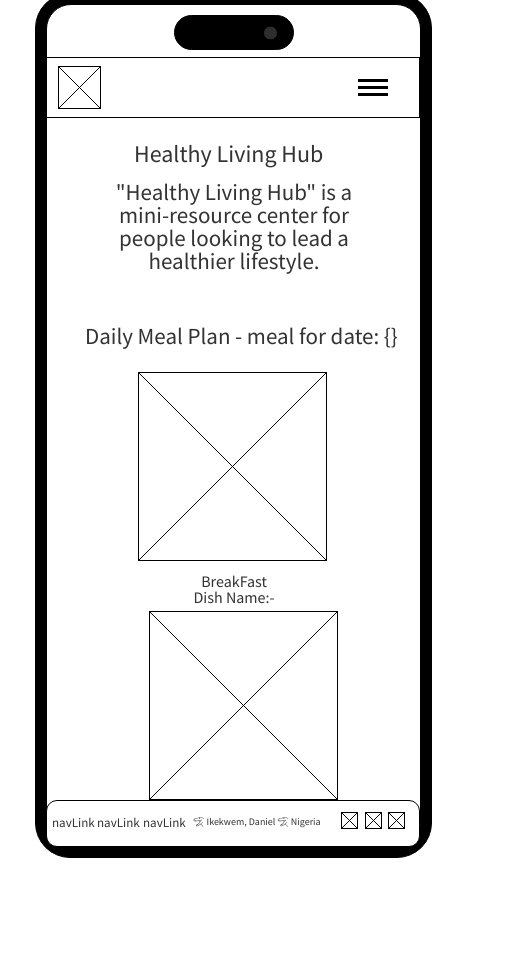 Healthy Living Hub
"Healthy Living Hub" is a
mini-resource center for
people looking to lead a
healthier lifestyle.
Daily Meal Plan - meal for date: {}
BreakFast
Dish Name:-
navLink navLink navLink Ikekwem, Daniel Nigeria